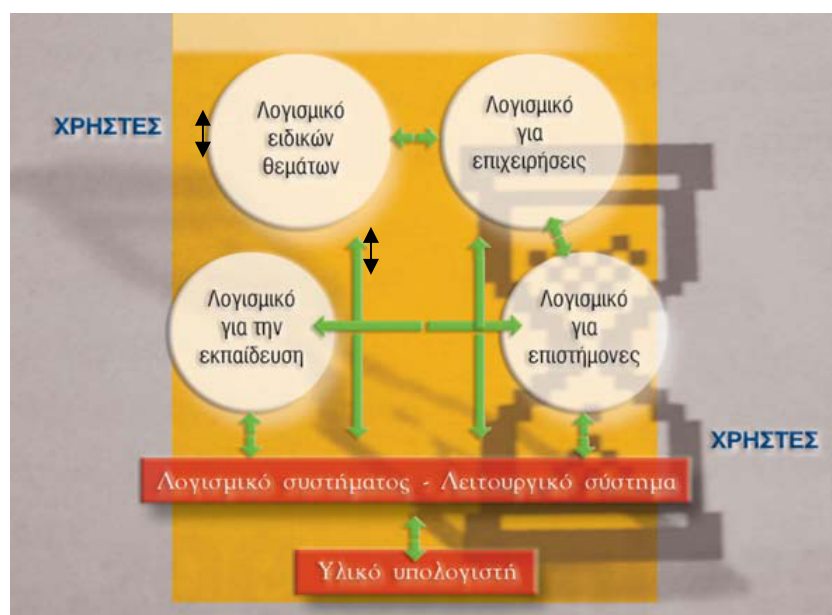 ΧΡΗΣΤΕΣ
Λογισμικό
ειδικών
θεμάτων
Λογισμικό
για
επιχειρήσεις
Λογισμικό
για την
εκπαίδευση
Λογισμικό
για
επιστήμονες
ΧΡΗΣΤΕΣ
Λογισμικό συστήματος - Λειτουργικό σύστημα
Υλικό υπολογιστή